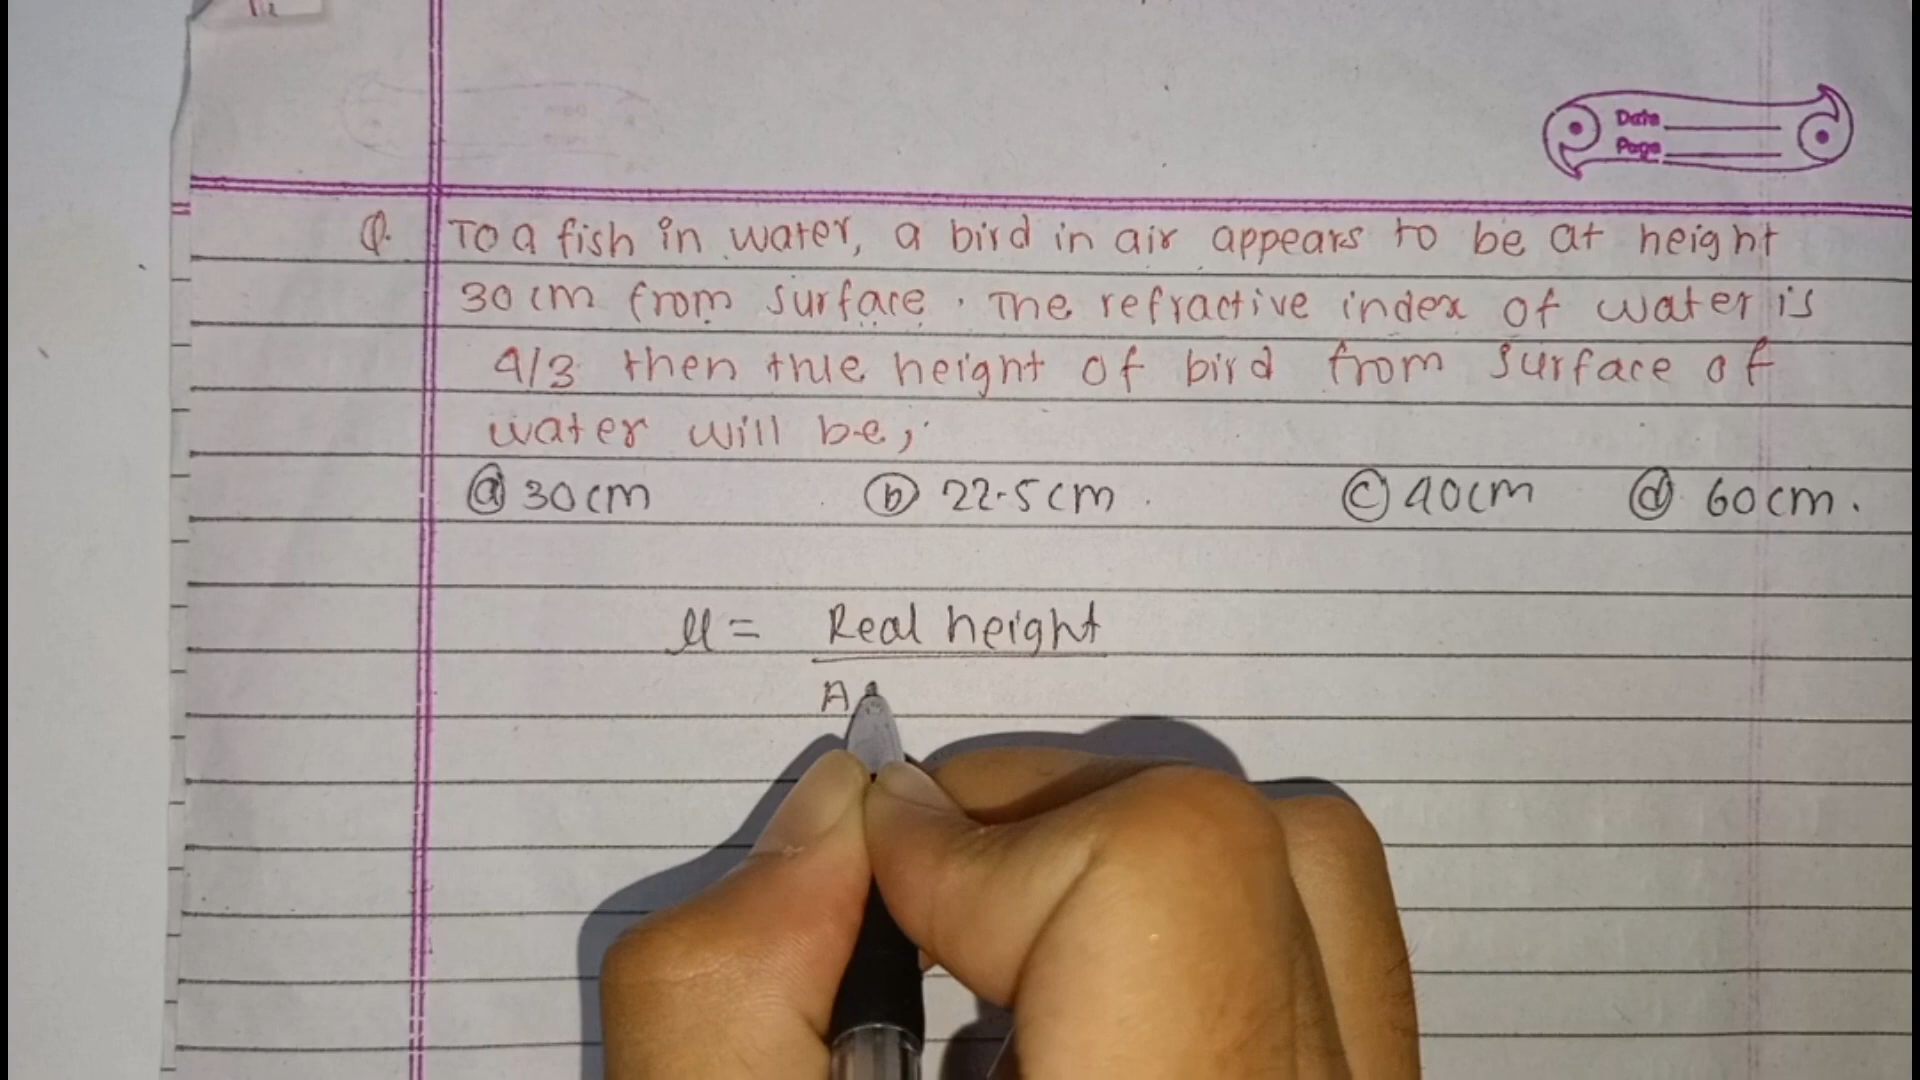 Date
Page
Q. To a fish in water, a bird in air appears to be at height
30 cm from surface. The refractive index of water is
4/3 then true height of bird from surface of
water will be,
(a) 30cm (b) 22.5cm (c) 40cm (d) 60cm.
μ = Real height
A